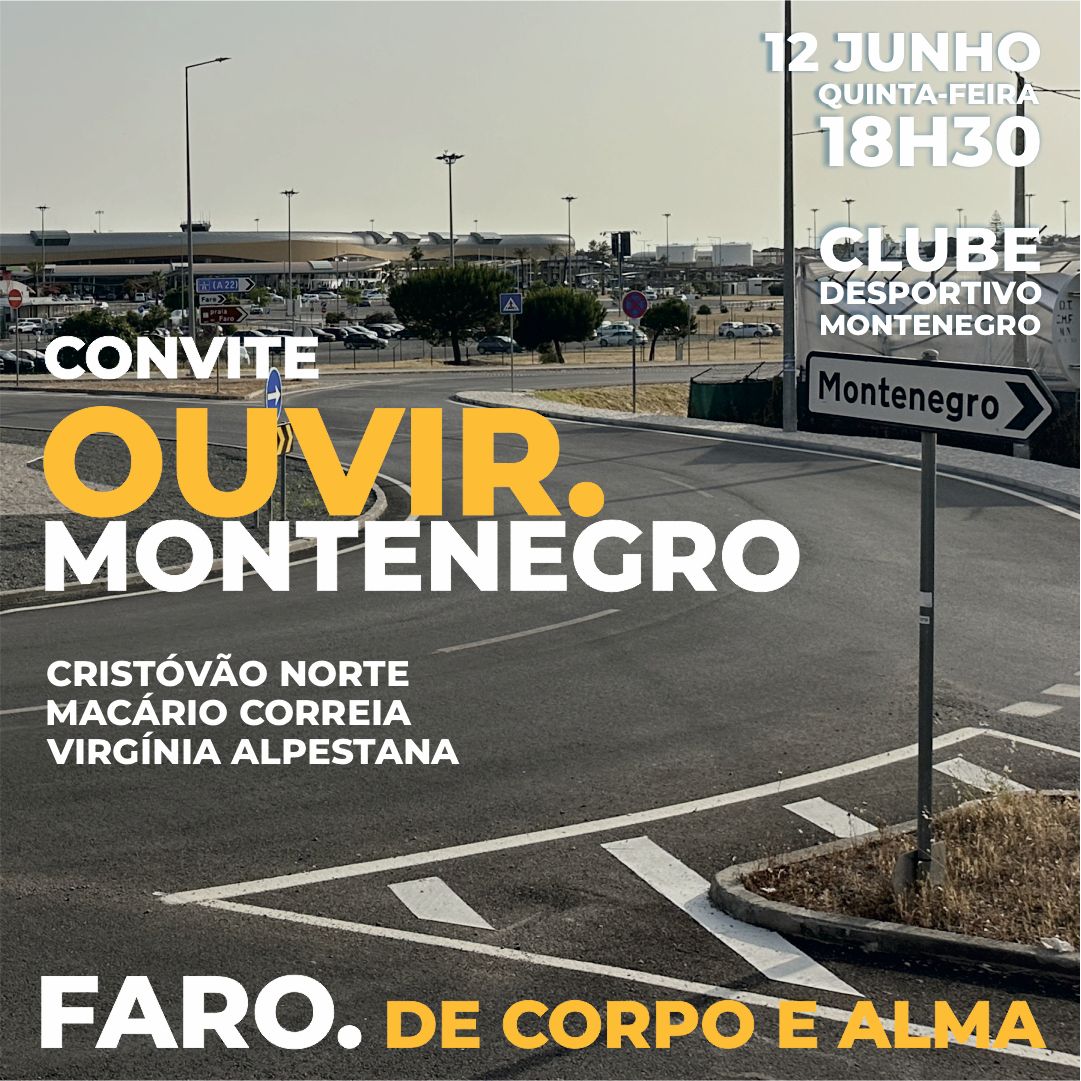 12 JUNHO
QUINTA-FEIRA
18H30
CLUBE
DESPORTIVO
MONTENEGRO
(A 22)
Faro
praia
Faro
CONVITE
Montenegro
OUVIR.
MONTENEGRO
CRISTÓVÃO NORTE
MACÁRIO CORREIA
VIRGÍNIA ALPESTANA
FARO. DE CORPO E ALMA